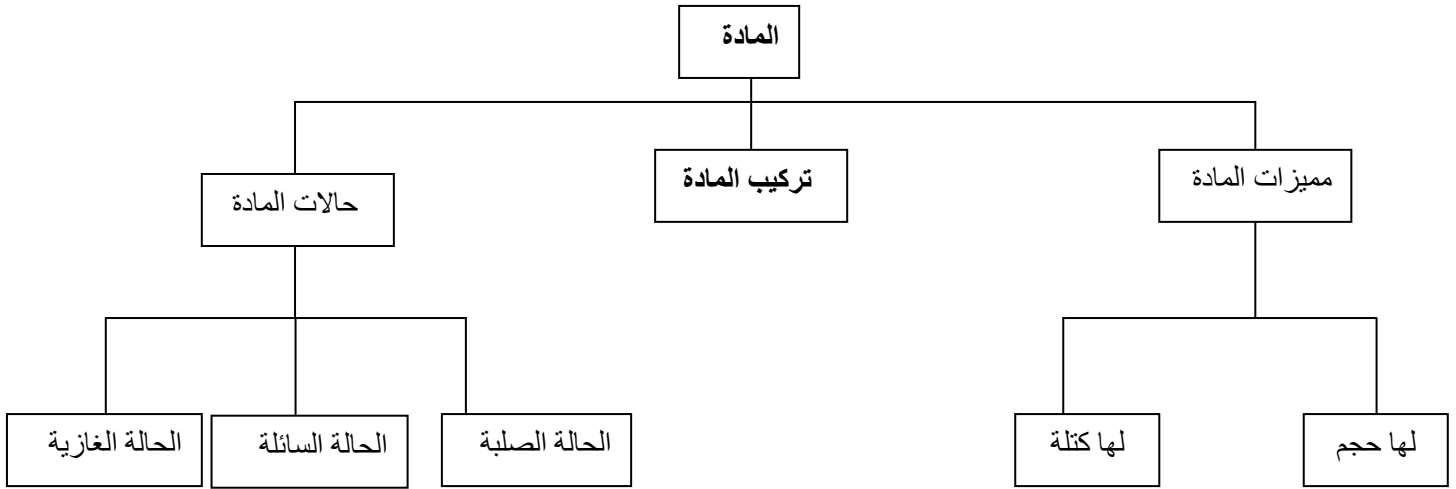 المادة
مميزات المادة
تركيب المادة
حالات المادة
لها حجم
لها كتلة
الحالة الصلبة
الحالة السائلة
الحالة الغازية